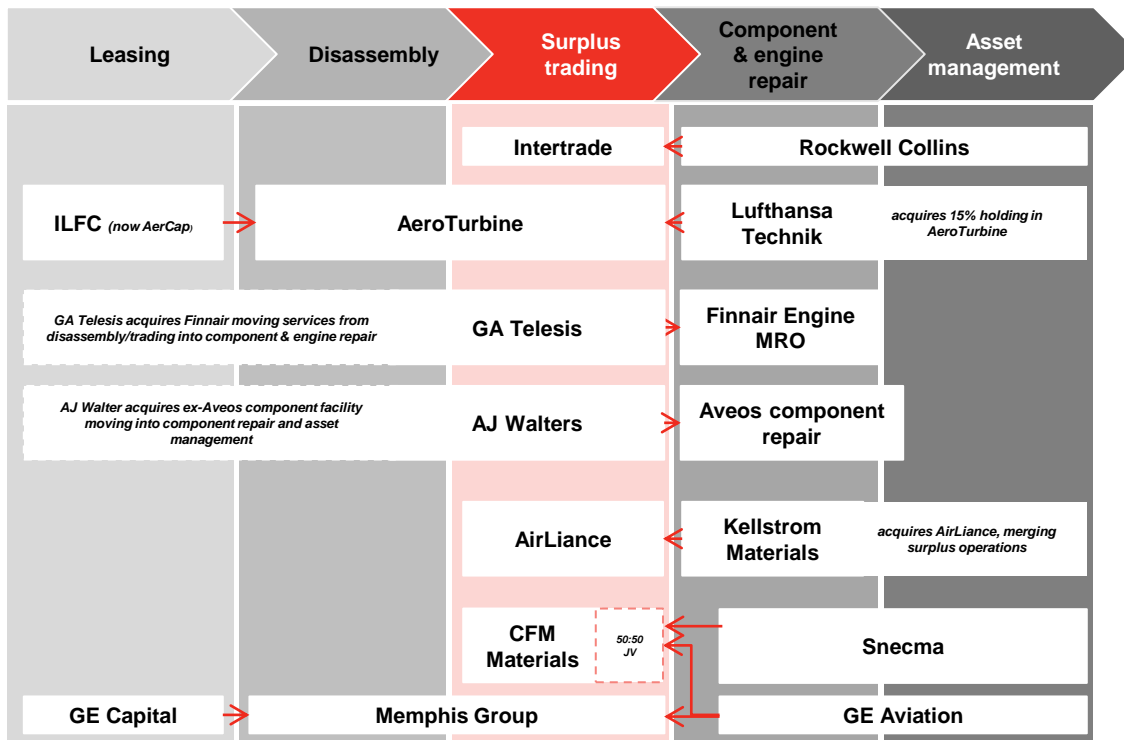 Leasing
Disassembly
Surplus
trading
Component
& engine
repair
Asset
management
Intertrade
Rockwell Collins
ILFC (now AerCap)
AeroTurbine
Lufthansa
Technik
acquires 15% holding in
AeroTurbine
GA Telesis acquires Finnair moving services from
disassembly/trading into component & engine repair
GA Telesis
Finnair Engine
MRO
AJ Walter acquires ex-Aveos component facility
moving into component repair and asset
management
AJ Walters
Aveos component
repair
AirLiance
Kellstrom
Materials
acquires AirLiance, merging
surplus operations
CFM
Materials
50:50
JV
Snecma
GE Capital
Memphis Group
GE Aviation